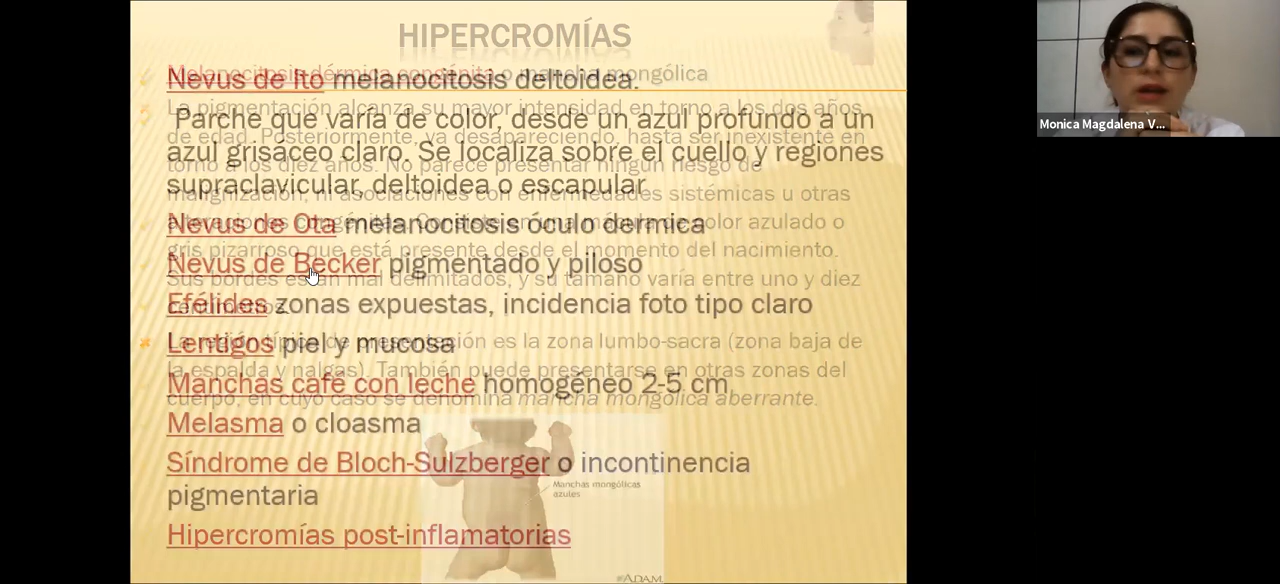 HIPERCROMÍAS
Nevus de Ito melanocitosis deltoidea.
Parche que varía de color, desde un azul profundo a un
azul grisáceo claro. Se localiza sobre el cuello y regiones
supraclavicular, deltoidea o escapular
Nevus de Ota melanocitosis óculo dermica
Nevus de Becker pigmentado y piloso
Efélides zonas expuestas, incidencia foto tipo claro
Lentigos piel y mucosa
Manchas café con leche homogéneo 2-5 cm
Melasma o cloasma
Síndrome de Bloch-Sulzberger o incontinencia
pigmentaria
Hipercromías post-inflamatorias
Melanocitosis dérmica congénita o mancha mongólica
La pigmentación alcanza su mayor intensidad en torno a los dos años
de edad. Posteriormente, va desapareciendo, hasta ser inexistente en
torno a los diez años. No parece presentar ningún riesgo de
malignización, ni asociaciones con enfermedades sistémicas u otras
color azulado o
gris pizarroso que está presente desde el momento del nacimiento.
Sus bordes están mal delimitados, y su tamaño varía entre uno y diez
La región típica de presentación es la zona lumbo-sacra (zona baja de
la espalda y nalgas). También puede presentarse en otras zonas del
cuerpo, en cuyo caso se denomina mancha mongólica aberrante.
Manchas mongólicas
azules
ADAM.
Monica Magdalena V...